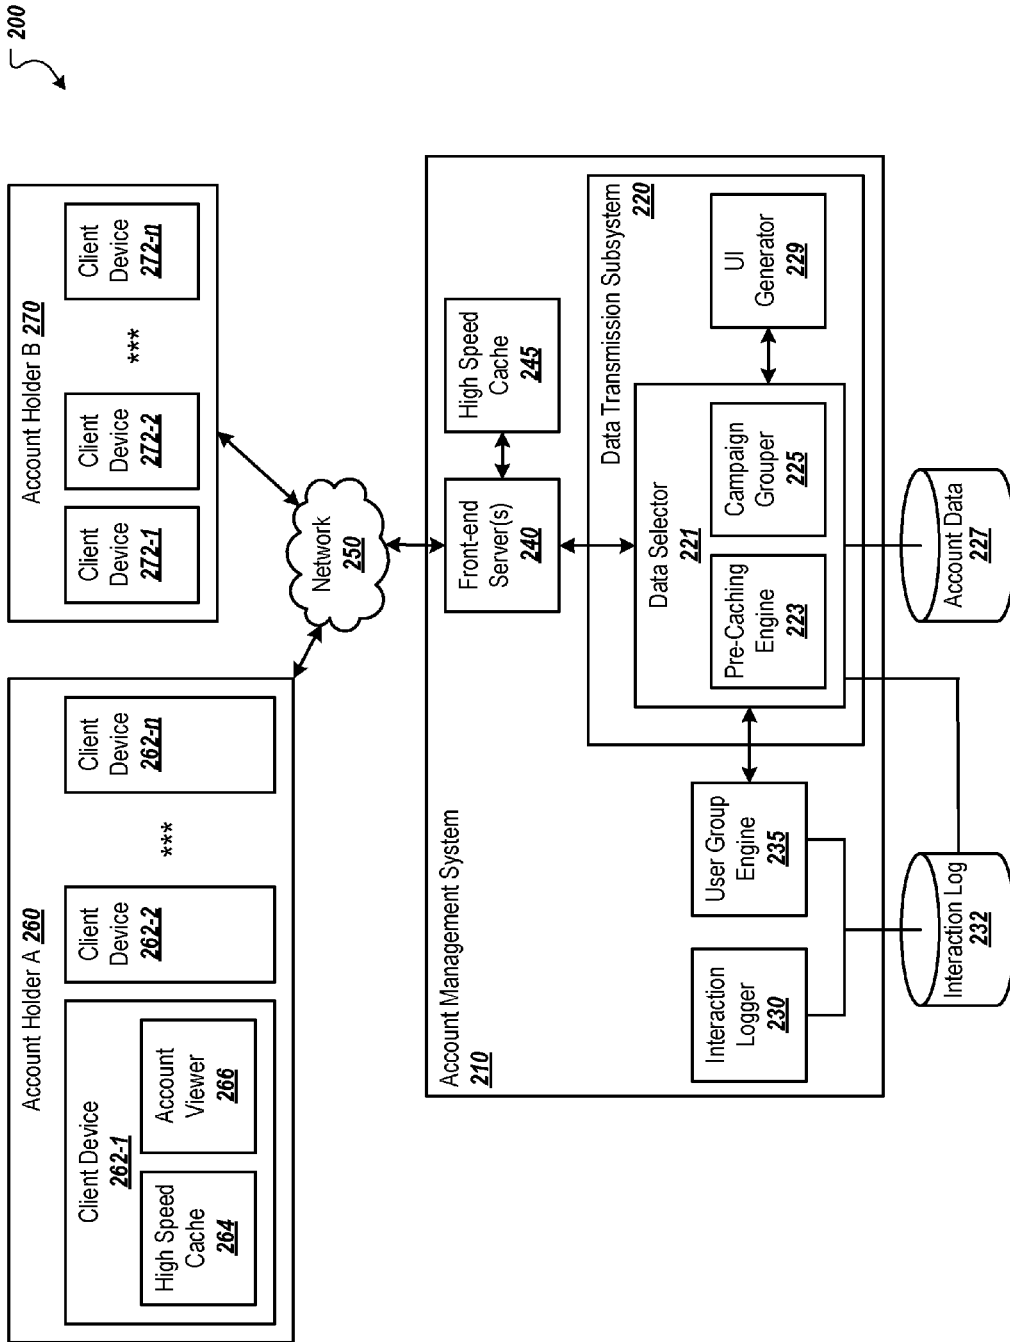 200
Account Holder A 260
Client Device
262-1
High Speed
Cache
264
Account
Viewer
266
Client
Device
262-2
***
Client
Device
262-n
Account Holder B 270
Client
Device
272-1
Client
Device
272-2
***
Client
Device
272-n
Network
250
Account Management System
210
Front-end
Server(s)
240
High Speed
Cache
245
Interaction
Logger
230
User Group
Engine
235
Data Transmission Subsystem
220
Data Selector
221
Pre-Caching
Engine
223
Campaign
Grouper
225
UI
Generator
229
Interaction Log
232
Account Data
227